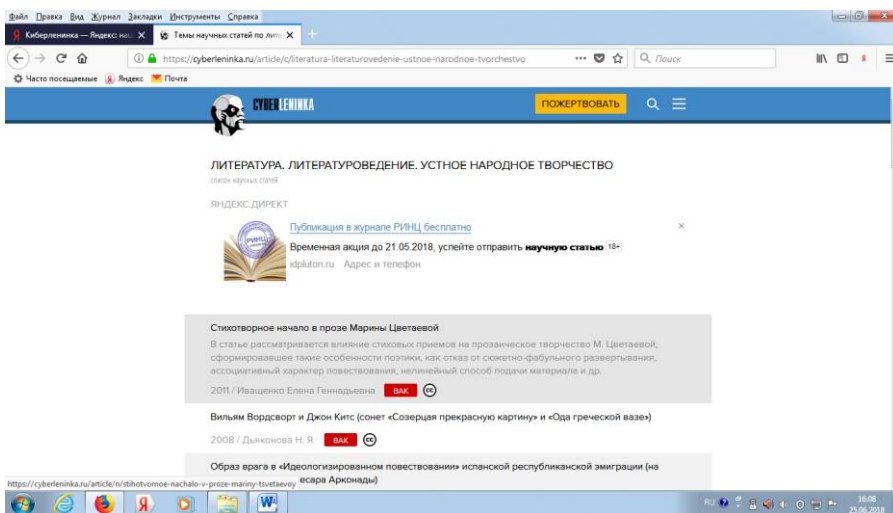 Файл Правка Вид Журнал Закладки Инструменты Справка
Киберленинка — Яндекс: наш
Темы научных статей по лите
https://cyberleninka.ru/article/c/literatura-literaturovedenie-ustnoe-narodnoe-tvorchestvo
Поиск
Часто посещаемые Яндекс Почта
CYBERLENINKA
ПОЖЕРТВОВАТЬ
ЛИТЕРАТУРА. ЛИТЕРАТУРОВЕДЕНИЕ. УСТНОЕ НАРОДНОЕ ТВОРЧЕСТВО
список научных статей
ЯНДЕКС.ДИРЕКТ
РИНЦ
Публикация в журнале РИНЦ бесплатно
Временная акция до 21.05.2018, успейте отправить научную статью 18+
idpluton.ru Адрес и телефон
Стихотворное начало в прозе Марины Цветаевой
В статье рассматривается влияние стиховых приемов на прозаическое творчество М. Цветаевой,
сформировавшее такие особенности поэтики, как отказ от сюжетно-фабульного развертывания,
ассоциативный характер повествования, нелинейный способ подачи материала и др.
2011 / Иващенко Елена Геннадьевна ВАК cc
Вильям Вордсворт и Джон Китс (сонет «Созерцая прекрасную картину» и «Ода греческой вазе»)
2008 / Дьяконова Н. Я. ВАК cc
Образ врага в «Идеологизированном повествовании» испанской республиканской эмиграции (на
https://cyberleninka.ru/article/n/stihotvornoe-nachalo-v-proze-mariny-tsvetaevoy
есара Арконады)
RU
16:08
25.06.2018